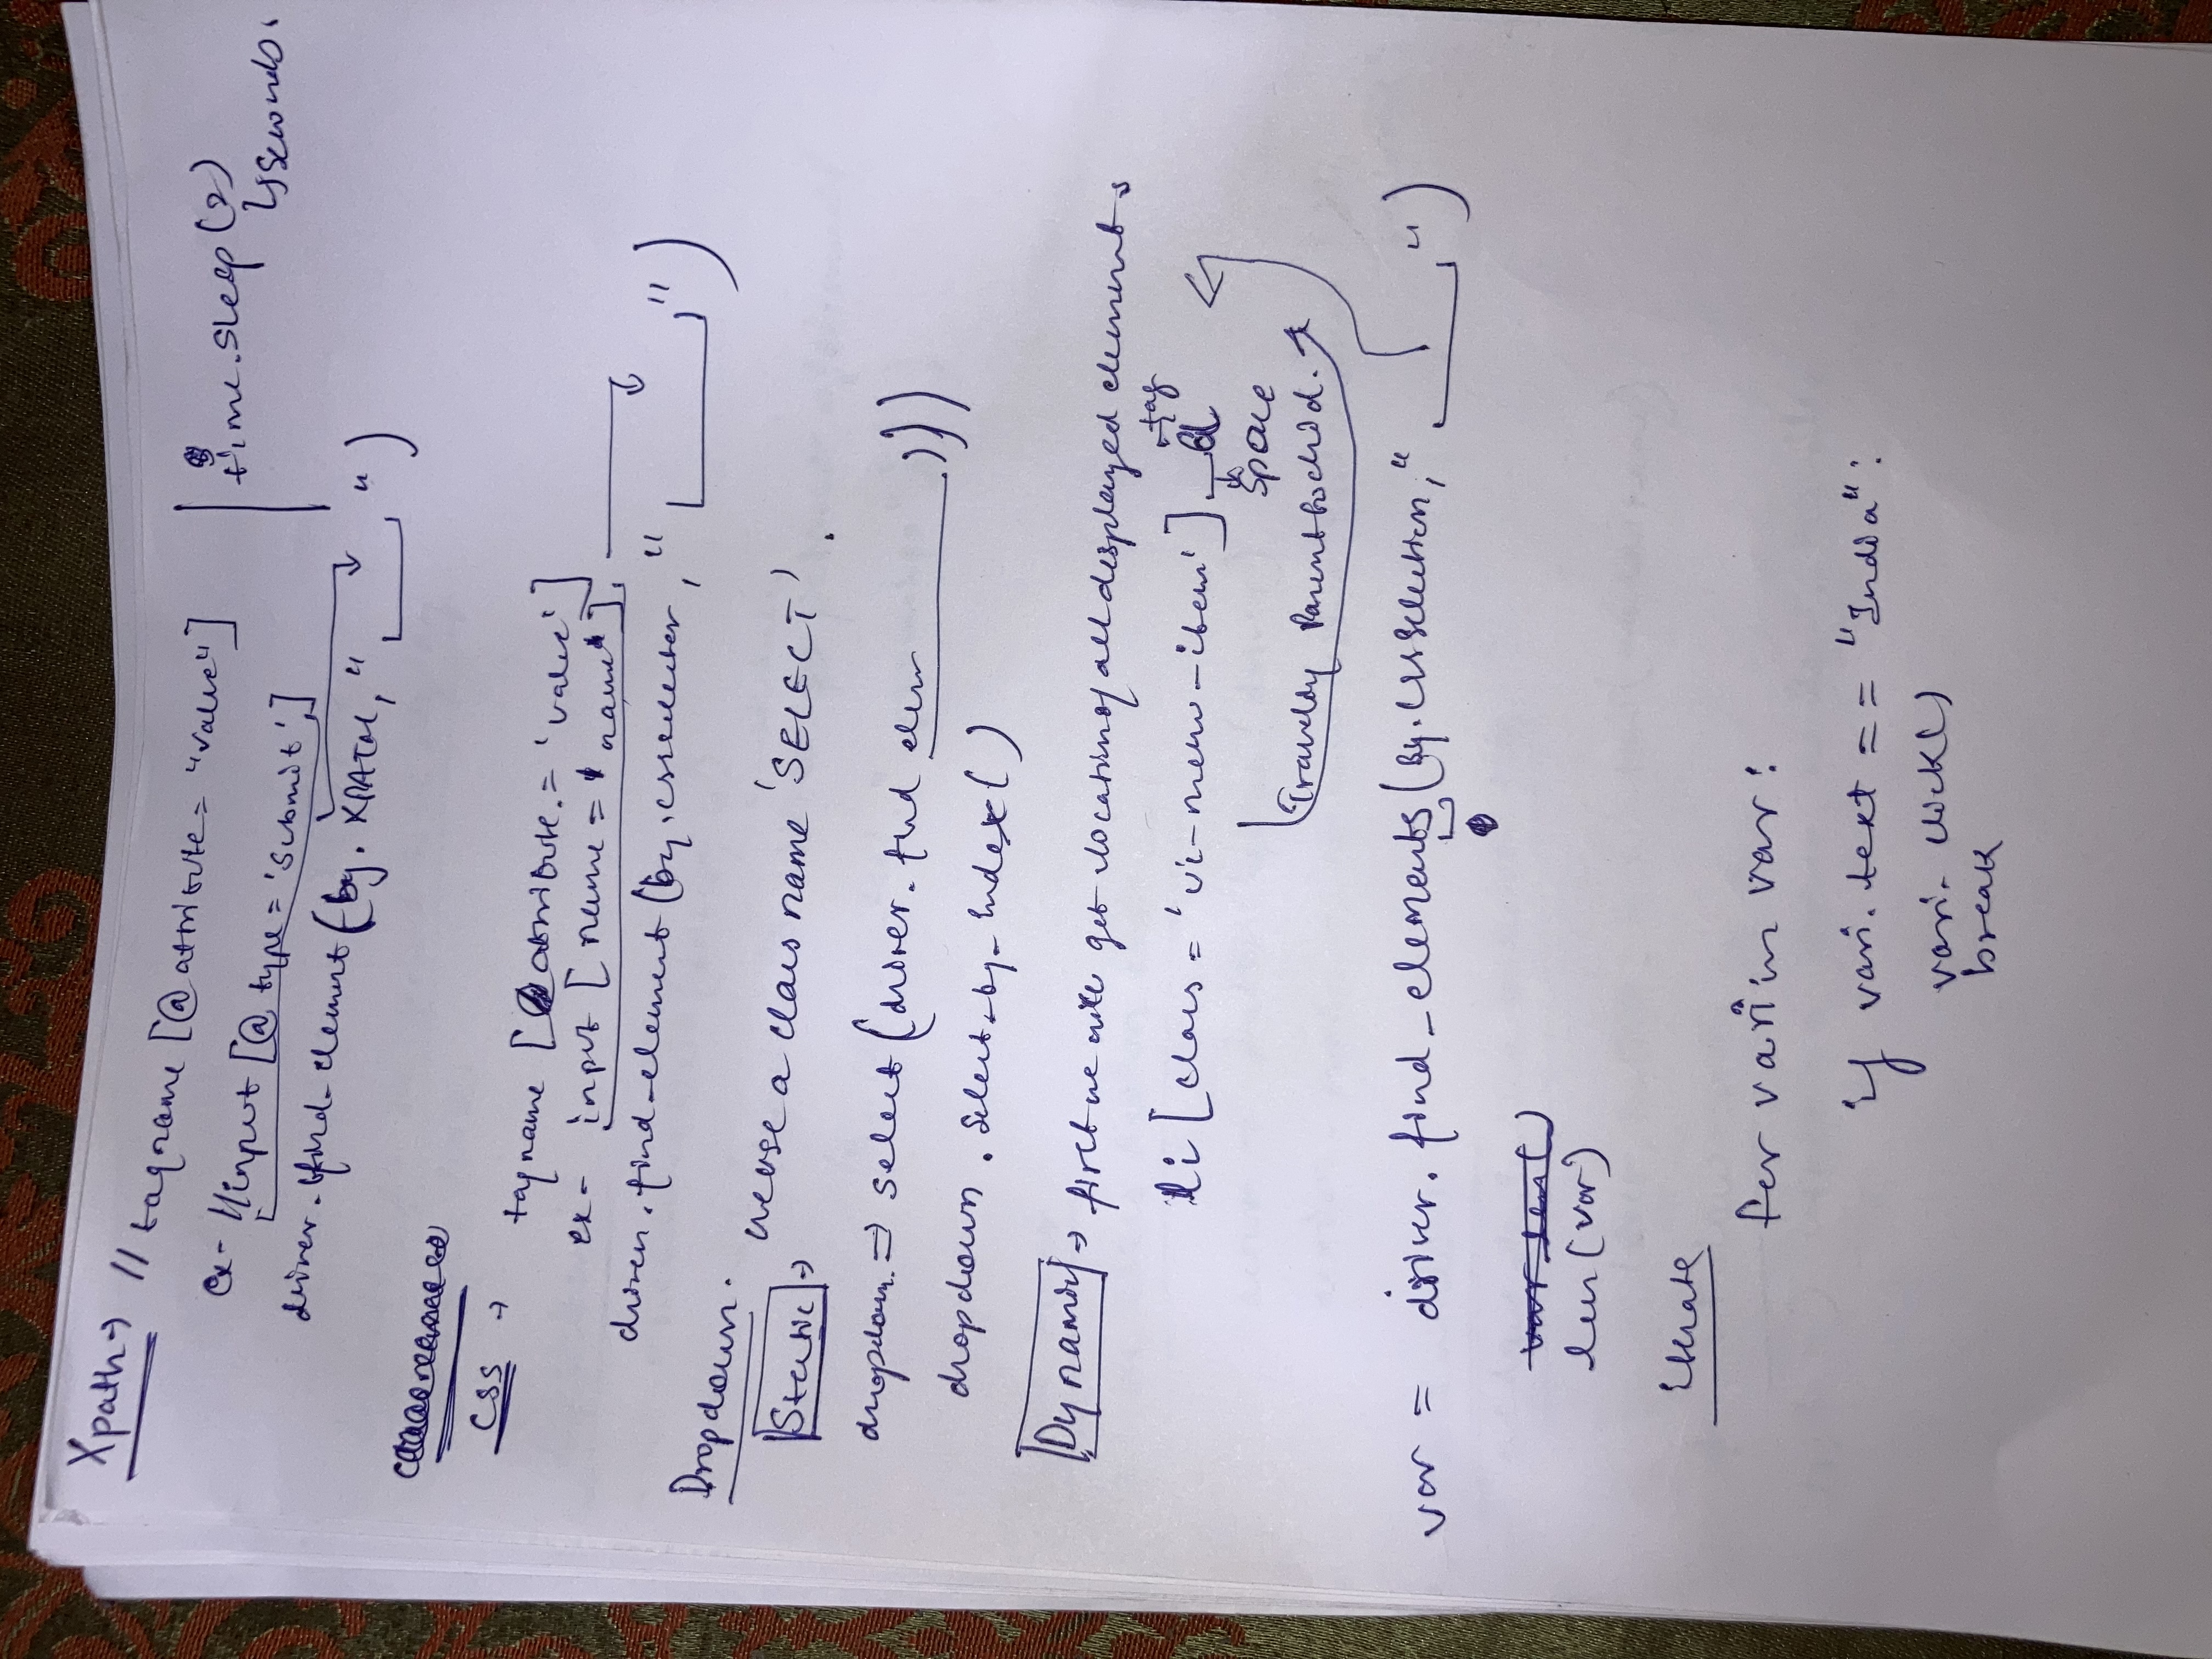 Xpath → // tagname [@ attribute = "value"]
ex- //input [@ type = 'submit']
driver.find-element (by. XPATH, " ")
time.sleep (2)
↳ seconds.
CSS →
tagname [attribute = 'value']
ex- input [name = 'name'].
driver.find-element (by.cssselector, " ")
Dropdown.
Static → we use a class name 'SELECT'.
dropdown. => select (driver. find elem )))
dropdown . select-by-index ( )
Dynamic → first we will get location of all displayed elements
li [class = 'ui-menu-item'] a
→ tag
space
Parent to child.
var = driver. find_elements (by. cssselection, " ")
var.len()
len (var)
iterate
for vari in var :
if vari. text == "India" :
vari. click()
break